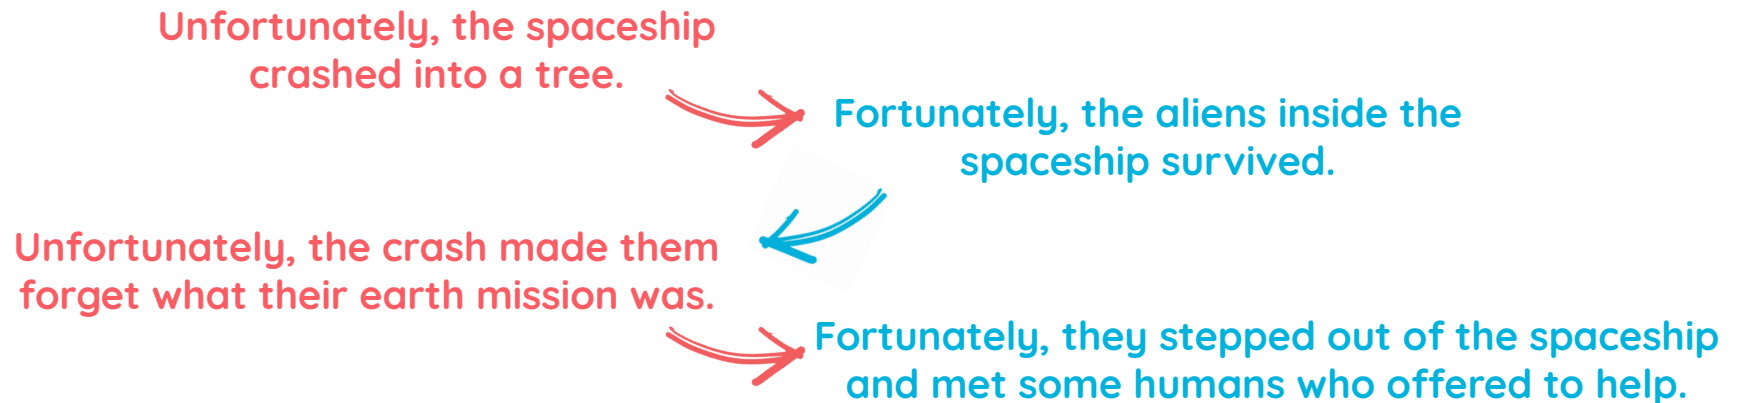 Unfortunately, the spaceship
crashed into a tree.
Fortunately, the aliens inside the
spaceship survived.
Unfortunately, the crash made them
forget what their earth mission was.
Fortunately, they stepped out of the spaceship
and met some humans who offered to help.